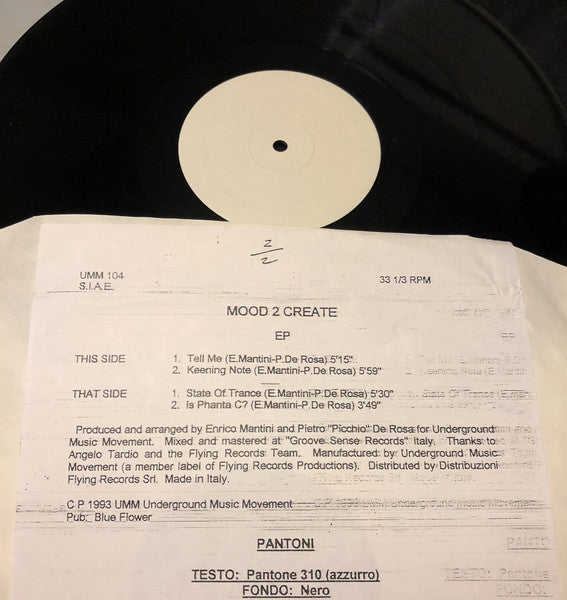 2/2
UMM 104 33 1/3 RPM
S.I.A.E.
MOOD 2 CREATE
EP
THIS SIDE 1. Tell Me (E.Mantini-P.De Rosa) 5'15"
2. Keening Note (E.Mantini-P.De Rosa) 5'59"
THAT SIDE 1. State Of Trance (E.Mantini-P.De Rosa) 5'30"
2. Is Phanta C? (E.Mantini-P.De Rosa) 3'49"
Produced and arranged by Enrico Mantini and Pietro "Picchio" De Rosa for Underground
Music Movement. Mixed and mastered at "Groove Sense Records" Italy. Thanks to
Angelo Tardio and the Flying Records Team. Manufactured by Underground Music
Movement (a member label of Flying Records Productions). Distributed by Distribuzioni
Flying Records Srl. Made in Italy.
C P 1993 UMM Underground Music Movement
Pub: Blue Flower
PANTONI
TESTO: Pantone 310 (azzurro)
FONDO: Nero